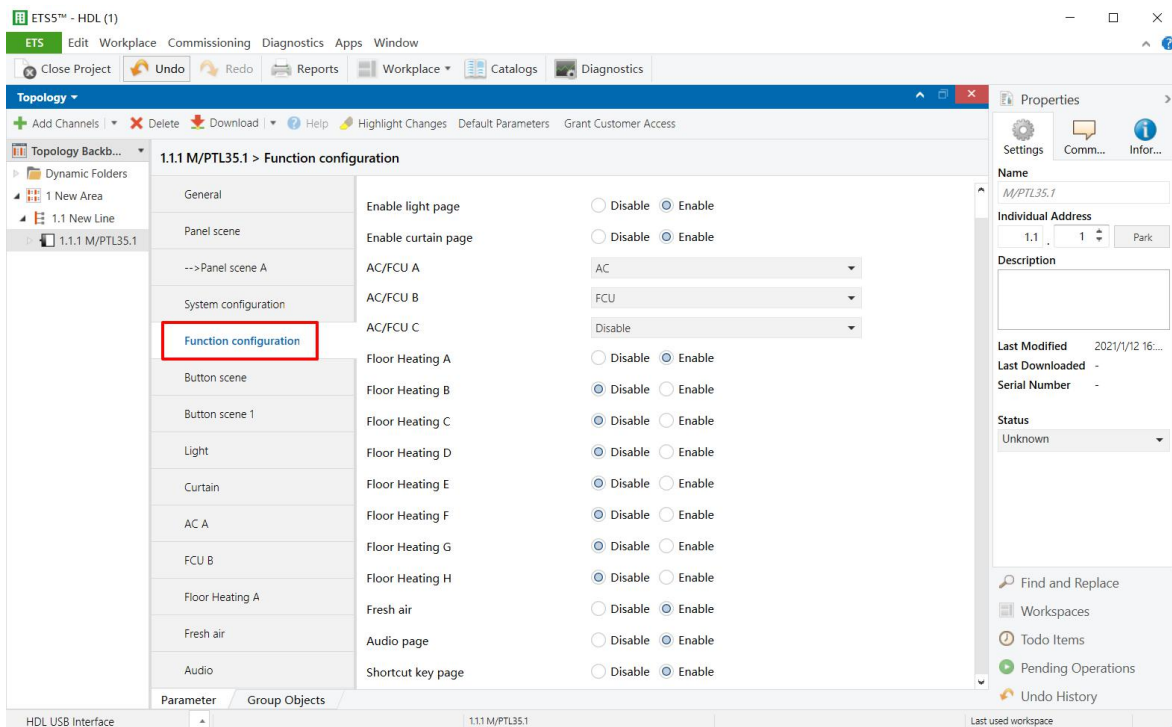 ETS5™ - HDL (1)
ETS Edit Workplace Commissioning Diagnostics Apps Window
Close Project Undo Redo Reports Workplace Catalogs Diagnostics
Topology
Add Channels Delete Download Help Highlight Changes Default Parameters Grant Customer Access
Topology Backb...
Dynamic Folders
1 New Area
1.1 New Line
1.1.1 M/PTL35.1
1.1.1 M/PTL35.1 > Function configuration
General
Panel scene
-->Panel scene A
System configuration
Function configuration
Button scene
Button scene 1
Light
Curtain
AC A
FCU B
Floor Heating A
Fresh air
Audio
Enable light page Disable Enable
Enable curtain page Disable Enable
AC/FCU A AC
AC/FCU B FCU
AC/FCU C Disable
Floor Heating A Disable Enable
Floor Heating B Disable Enable
Floor Heating C Disable Enable
Floor Heating D Disable Enable
Floor Heating E Disable Enable
Floor Heating F Disable Enable
Floor Heating G Disable Enable
Floor Heating H Disable Enable
Fresh air Disable Enable
Audio page Disable Enable
Shortcut key page Disable Enable
Parameter Group Objects
Properties
Settings Comm... Infor...
Name
M/PTL35.1
Individual Address
1.1 . 1 Park
Description
Last Modified 2021/1/12 16:...
Last Downloaded -
Serial Number -
Status
Unknown
Find and Replace
Workspaces
Todo Items
Pending Operations
Undo History
HDL USB Interface 1.1.1 M/PTL35.1 Last used workspace